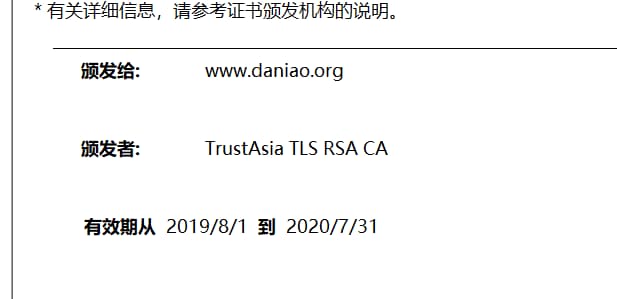 * 有关详细信息，请参考证书颁发机构的说明。
颁发给: www.daniao.org
颁发者: TrustAsia TLS RSA CA
有效期从 2019/8/1 到 2020/7/31